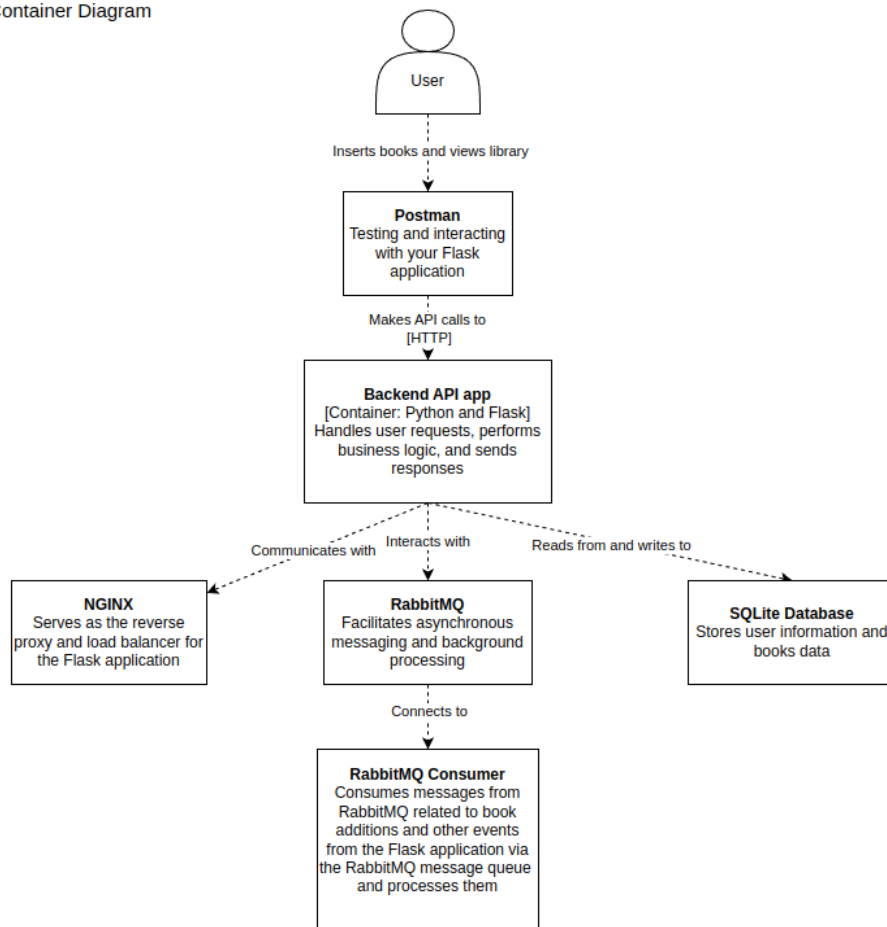 Container Diagram
User
Inserts books and views library
Postman
Testing and interacting
with your Flask
application
Makes API calls to
[HTTP]
Backend API app
[Container: Python and Flask]
Handles user requests, performs
business logic, and sends
responses
Communicates with
Interacts with
Reads from and writes to
NGINX
Serves as the reverse
proxy and load balancer for
the Flask application
RabbitMQ
Facilitates asynchronous
messaging and background
processing
SQLite Database
Stores user information and
books data
Connects to
RabbitMQ Consumer
Consumes messages from
RabbitMQ related to book
additions and other events
from the Flask application via
the RabbitMQ message queue
and processes them